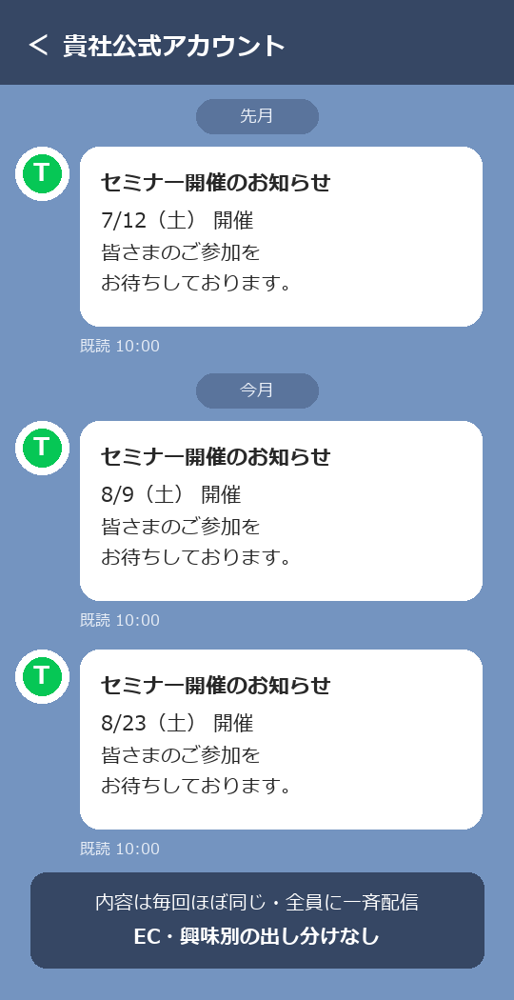 < 貴社公式アカウント
先月
T
セミナー開催のお知らせ
7/12（土） 開催
皆さまのご参加を
お待ちしております。
既読 10:00
今月
T
セミナー開催のお知らせ
8/9（土） 開催
皆さまのご参加を
お待ちしております。
既読 10:00
T
セミナー開催のお知らせ
8/23（土） 開催
皆さまのご参加を
お待ちしております。
既読 10:00
内容は毎回ほぼ同じ・全員に一斉配信
EC・興味別の出し分けなし